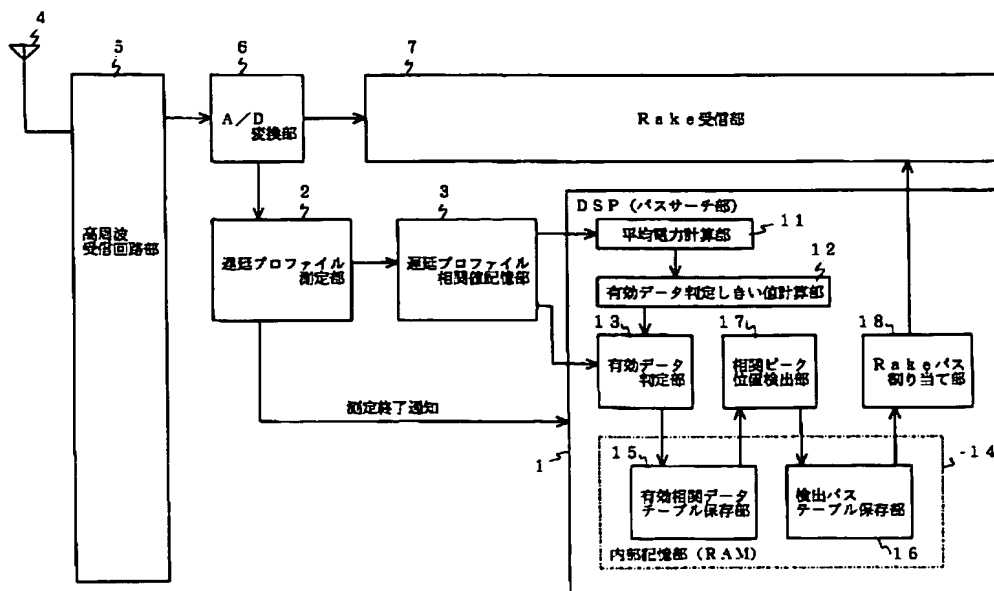 4
5
6
7
A／D
変換部
Ｒａｋｅ受信部
2
3
高周波
受信回路部
遅延プロファイル
測定部
遅延プロファイル
相関値記憶部
ＤＳＰ（パスサーチ部）
11
平均電力計算部
12
有効データ判定しきい値計算部
13
17
18
有効データ
判定部
相関ピーク
位置検出部
Ｒａｋｅパス
割り当て部
測定終了通知
1
14
15
有効相関データ
テーブル保存部
検出パス
テーブル保存部
内部記憶部（ＲＡＭ）
16